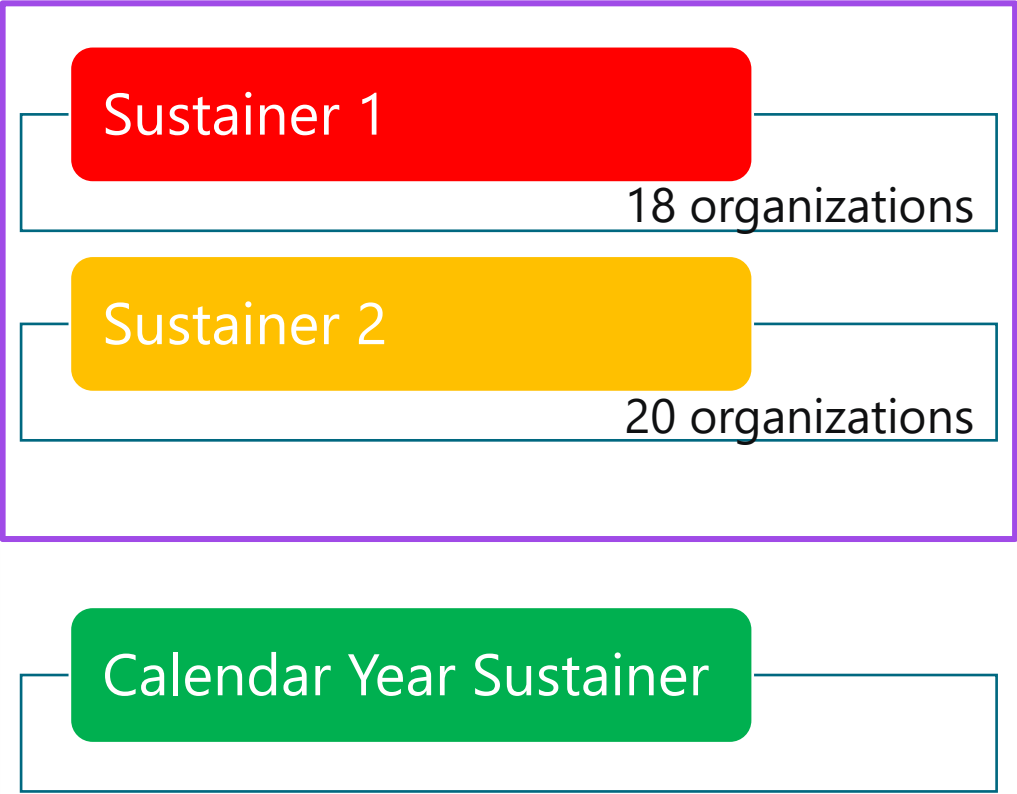 Sustainer 1
18 organizations
Sustainer 2
20 organizations
Calendar Year Sustainer